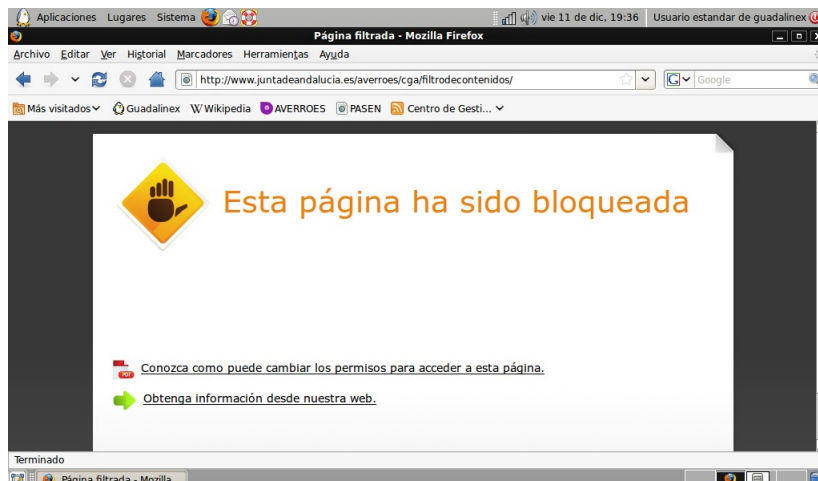 Aplicaciones Lugares Sistema vie 11 de dic, 19:36 Usuario estandar de guadalinex
Página filtrada - Mozilla Firefox
Archivo Editar Ver Historial Marcadores Herramientas Ayuda
http://www.juntadeandalucia.es/averroes/cga/filtrodecontenidos/ G Google
Más visitados Guadalinex W Wikipedia AVERROES PASEN Centro de Gesti...
Esta página ha sido bloqueada
PDF Conozca como puede cambiar los permisos para acceder a esta página.
Obtenga información desde nuestra web.
Terminado
Página filtrada - Mozilla